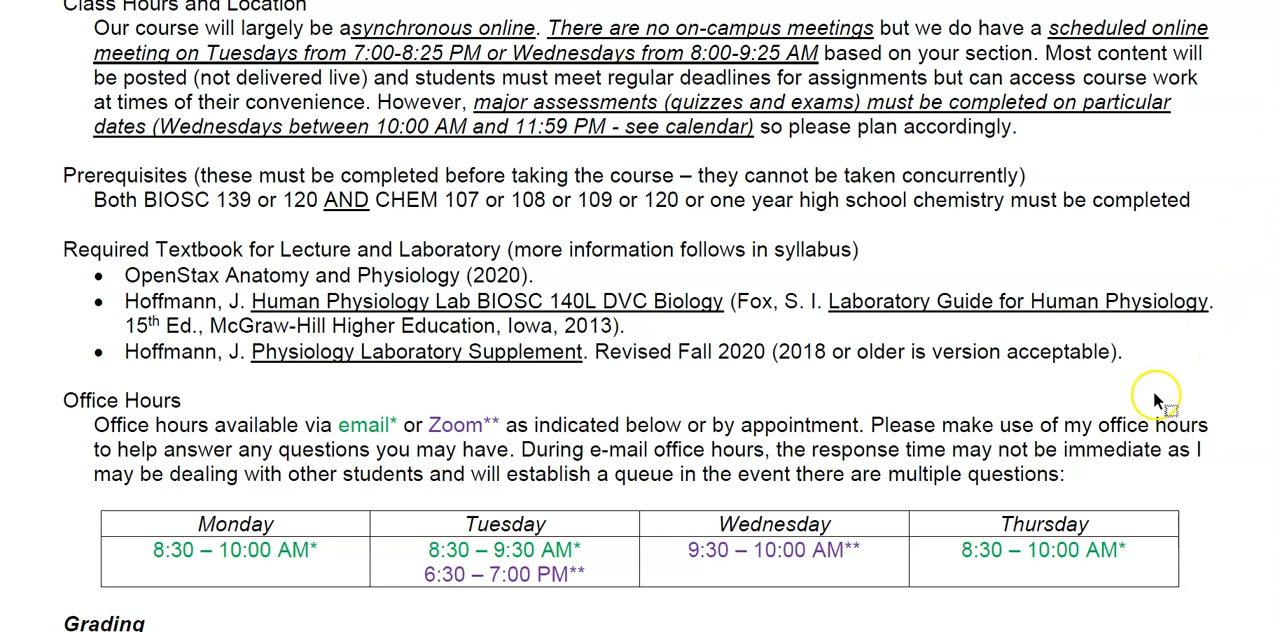 Class Hours and Location
Our course will largely be asynchronous online. There are no on-campus meetings but we do have a scheduled online
meeting on Tuesdays from 7:00-8:25 PM or Wednesdays from 8:00-9:25 AM based on your section. Most content will
be posted (not delivered live) and students must meet regular deadlines for assignments but can access course work
at times of their convenience. However, major assessments (quizzes and exams) must be completed on particular
dates (Wednesdays between 10:00 AM and 11:59 PM - see calendar) so please plan accordingly.
Prerequisites (these must be completed before taking the course – they cannot be taken concurrently)
Both BIOSC 139 or 120 AND CHEM 107 or 108 or 109 or 120 or one year high school chemistry must be completed
Required Textbook for Lecture and Laboratory (more information follows in syllabus)
• OpenStax Anatomy and Physiology (2020).
• Hoffmann, J. Human Physiology Lab BIOSC 140L DVC Biology (Fox, S. I. Laboratory Guide for Human Physiology.
15th Ed., McGraw-Hill Higher Education, Iowa, 2013).
• Hoffmann, J. Physiology Laboratory Supplement. Revised Fall 2020 (2018 or older is version acceptable).
Office Hours
Office hours available via email* or Zoom** as indicated below or by appointment. Please make use of my office hours
to help answer any questions you may have. During e-mail office hours, the response time may not be immediate as I
may be dealing with other students and will establish a queue in the event there are multiple questions:
Monday Tuesday Wednesday Thursday
8:30 – 10:00 AM* 8:30 – 9:30 AM* 9:30 – 10:00 AM** 8:30 – 10:00 AM*
6:30 – 7:00 PM**
Grading